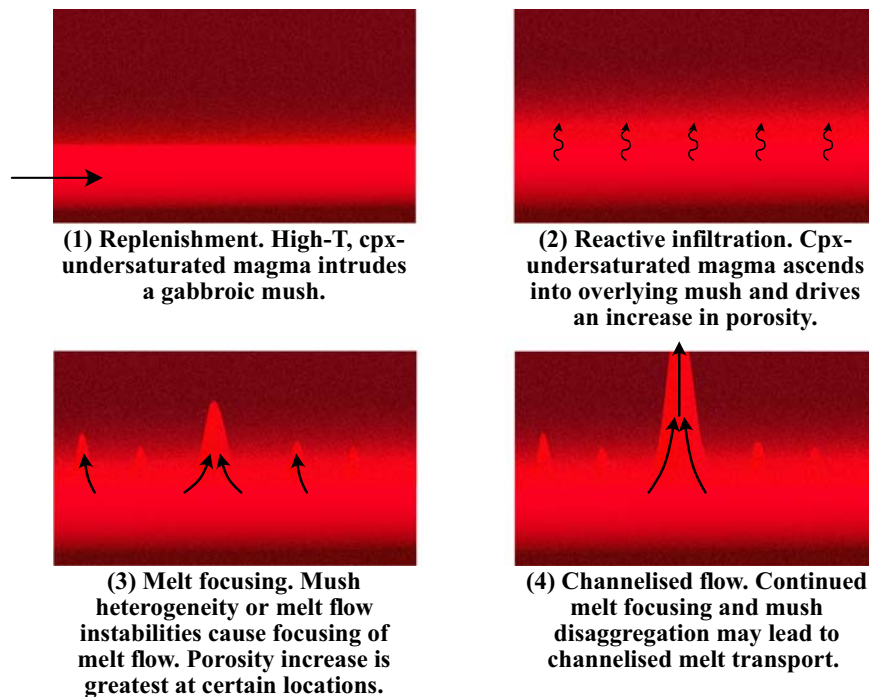 (1) Replenishment. High-T, cpx-
undersaturated magma intrudes
a gabbroic mush.
(2) Reactive infiltration. Cpx-
undersaturated magma ascends
into overlying mush and drives
an increase in porosity.
(3) Melt focusing. Mush
heterogeneity or melt flow
instabilities cause focusing of
melt flow. Porosity increase is
greatest at certain locations.
(4) Channelised flow. Continued
melt focusing and mush
disaggregation may lead to
channelised melt transport.